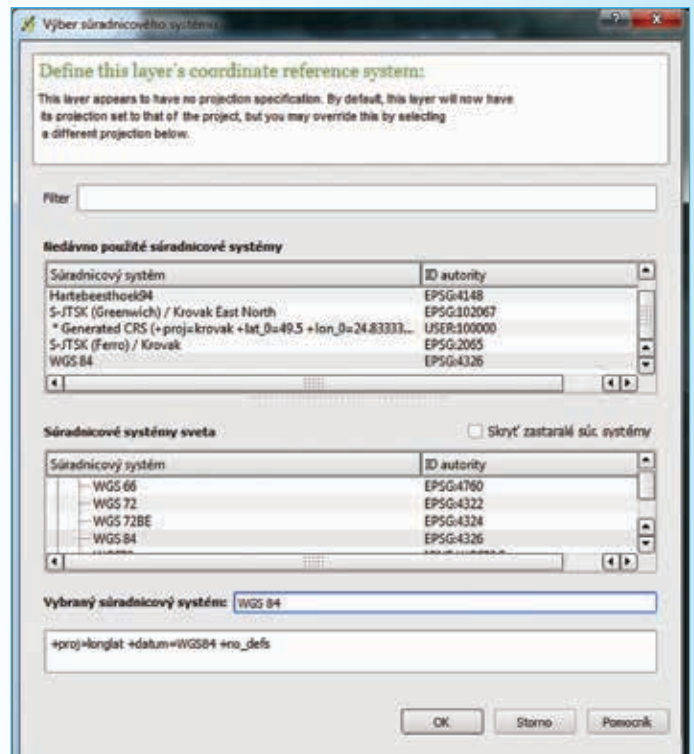 Výber súradnicového systému
Define this layer's coordinate reference system:
This layer appears to have no projection specification. By default, this layer will now have
its projection set to that of the project, but you may override this by selecting
a different projection below.
Filter
Nedávno použité súradnicové systémy
Súradnicový systém ID autority
Hartebeesthoek94 EPSG:4148
S-JTSK (Greenwich) / Krovak East North EPSG:102067
* Generated CRS (+proj=krovak +lat_0=49.5 +lon_0=24.83333... USER:100000
S-JTSK (Ferro) / Krovak EPSG:2065
WGS 84 EPSG:4326
Súradnicové systémy sveta Skryť zastaralé súr. systémy
Súradnicový systém ID autority
WGS 66 EPSG:4760
WGS 72 EPSG:4322
WGS 72BE EPSG:4324
WGS 84 EPSG:4326
Vybraný súradnicový systém: WGS 84
+proj=longlat +datum=WGS84 +no_defs
OK Storno Pomocník